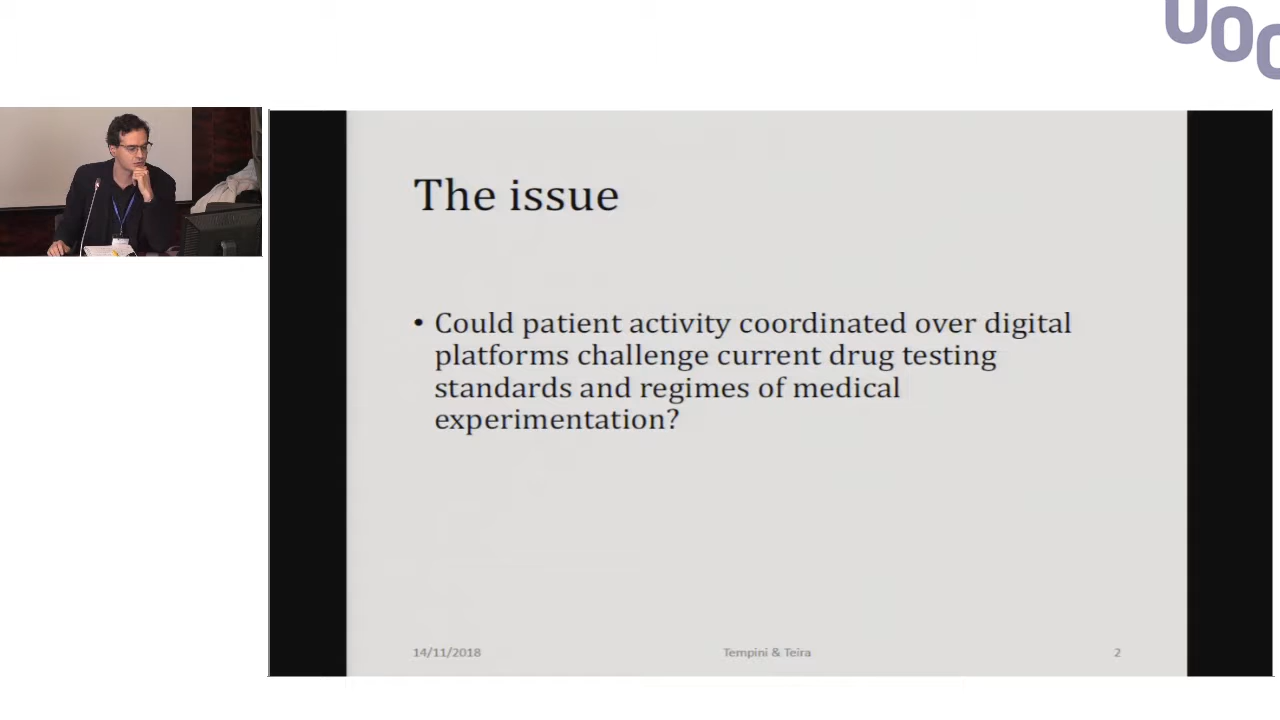 UOC
The issue
• Could patient activity coordinated over digital
platforms challenge current drug testing
standards and regimes of medical
experimentation?
14/11/2018
Tempini & Teira
2